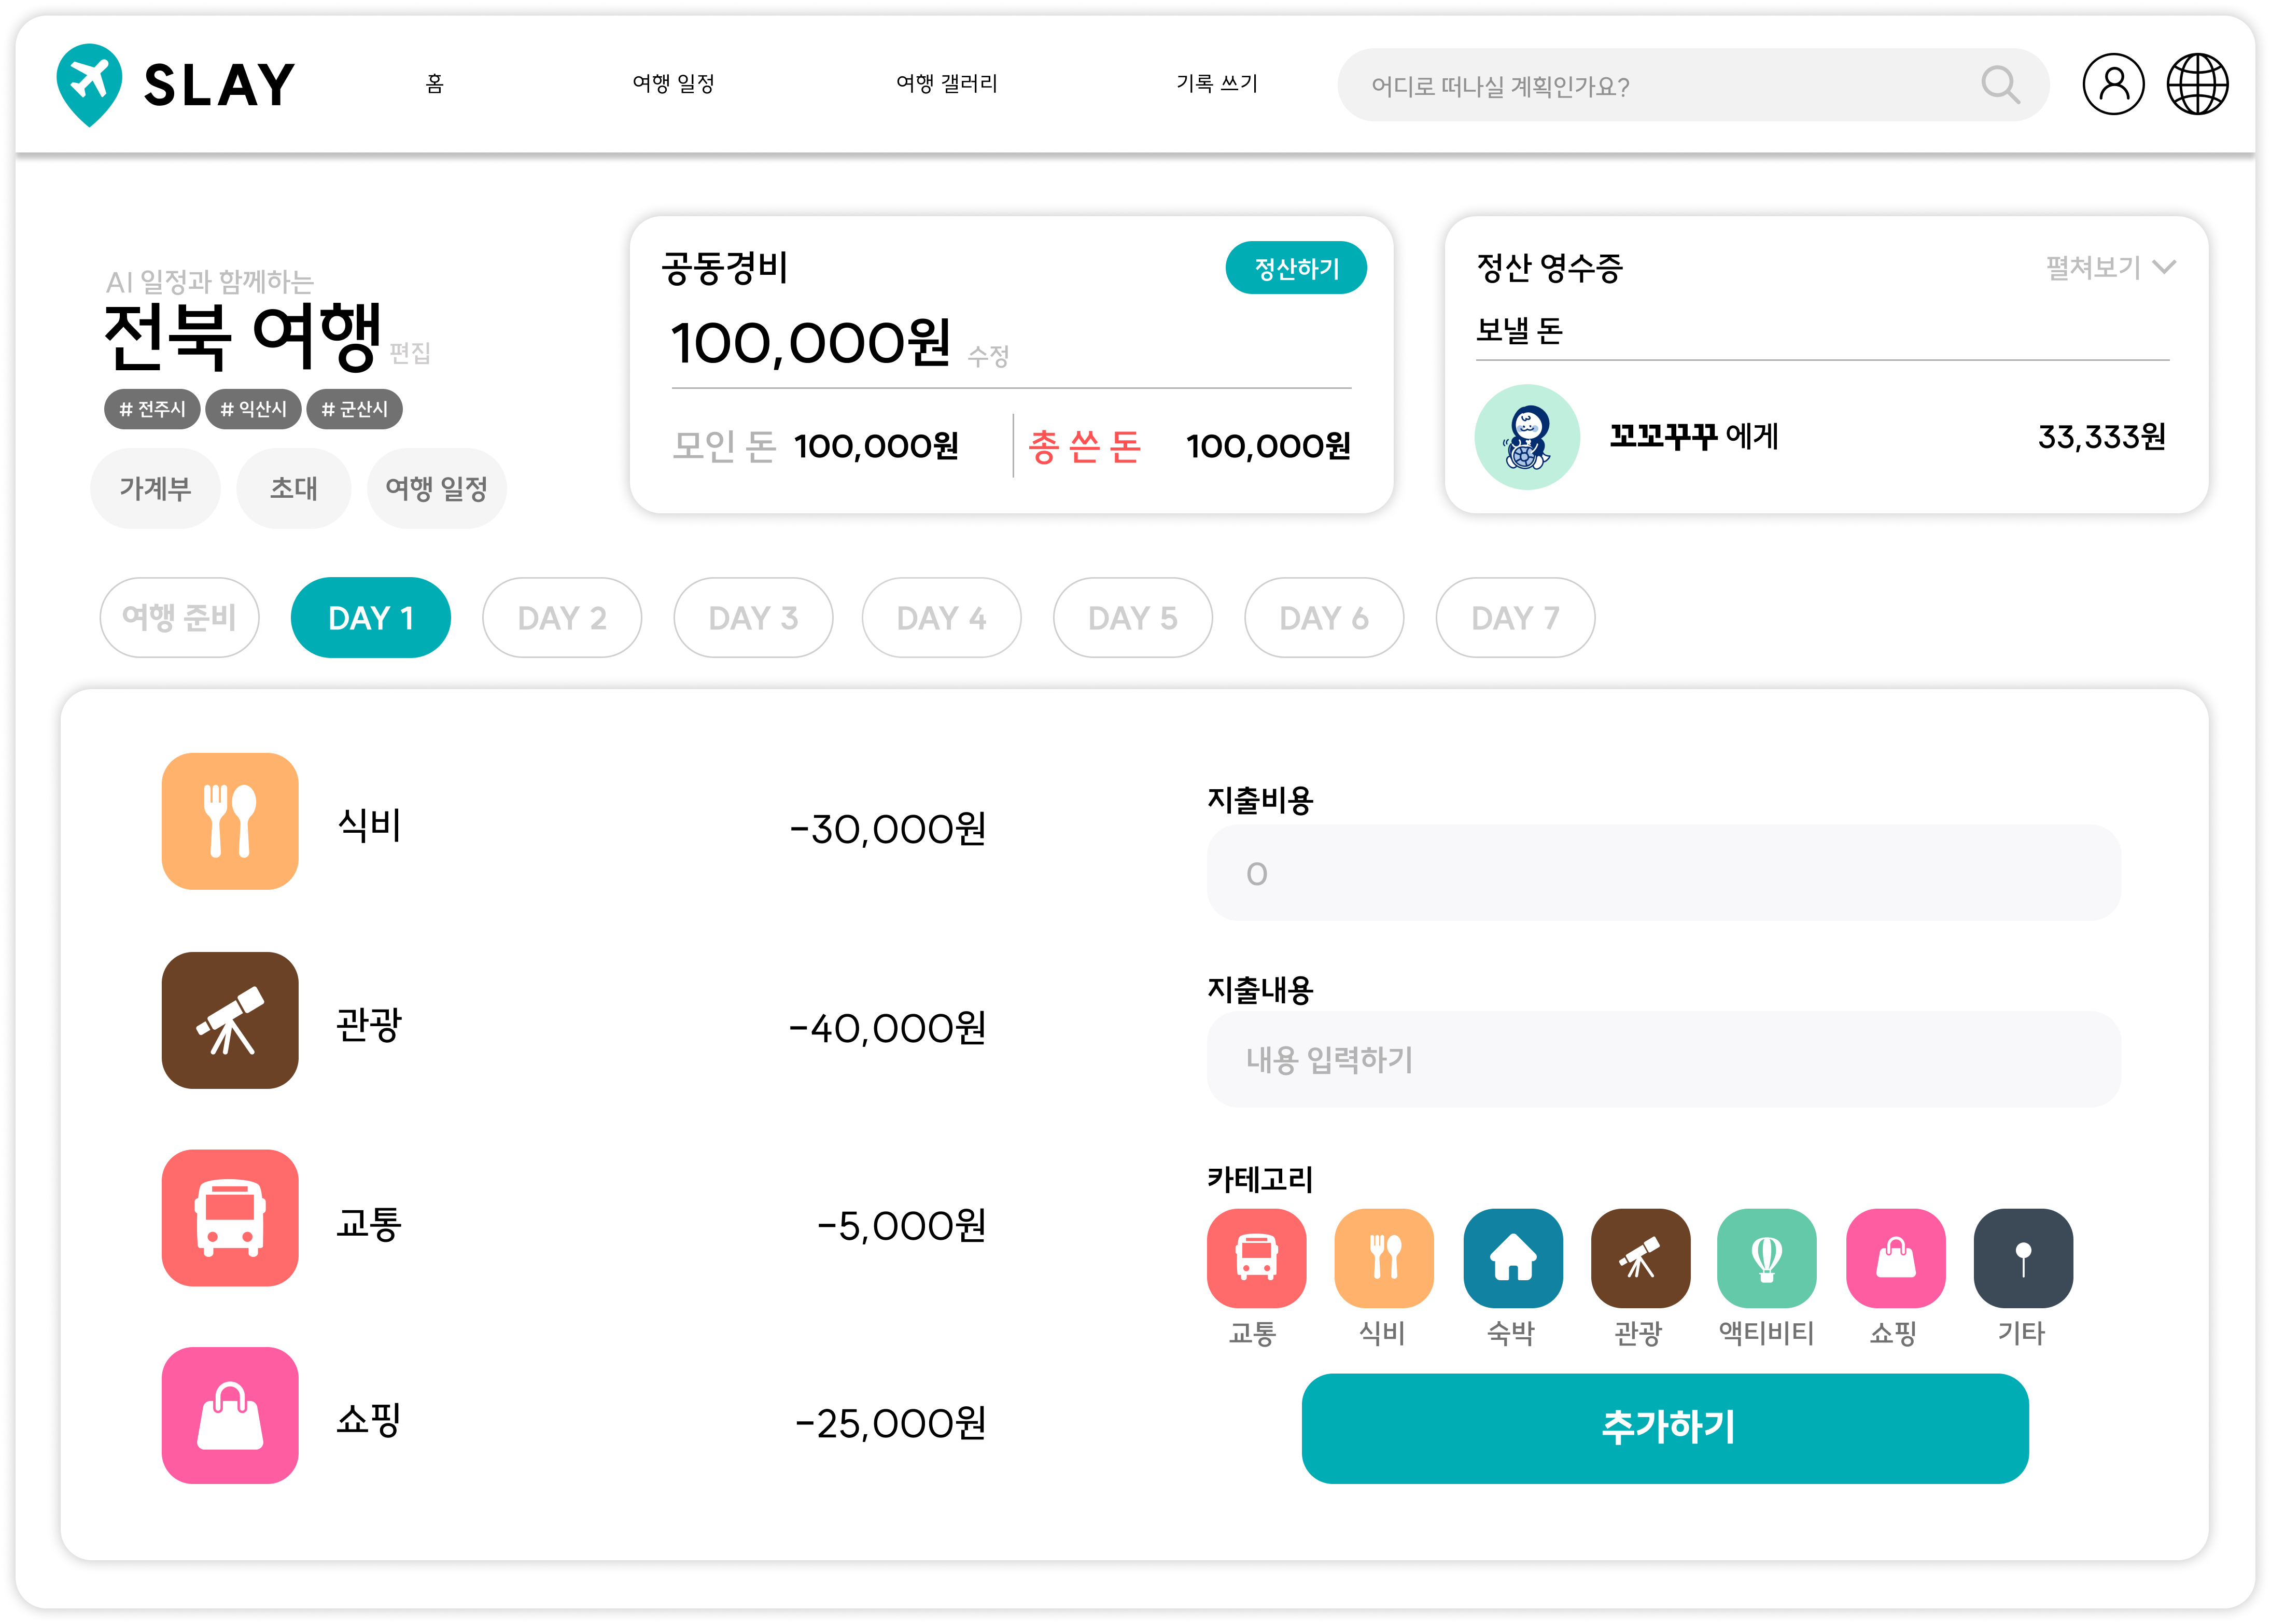 SLAY
홈
여행 일정
여행 갤러리
기록 쓰기
어디로 떠나실 계획인가요?
AI 일정과 함께하는
전북 여행 편집
# 전주시 # 익산시 # 군산시
가계부 초대 여행 일정
공동경비 정산하기
100,000원 수정
모인 돈 100,000원 총 쓴 돈 100,000원
정산 영수증 펼쳐보기
보낼 돈
꼬꼬꾸꾸 에게 33,333원
여행 준비 DAY 1 DAY 2 DAY 3 DAY 4 DAY 5 DAY 6 DAY 7
식비 -30,000원
관광 -40,000원
교통 -5,000원
쇼핑 -25,000원
지출비용
0
지출내용
내용 입력하기
카테고리
교통 식비 숙박 관광 액티비티 쇼핑 기타
추가하기